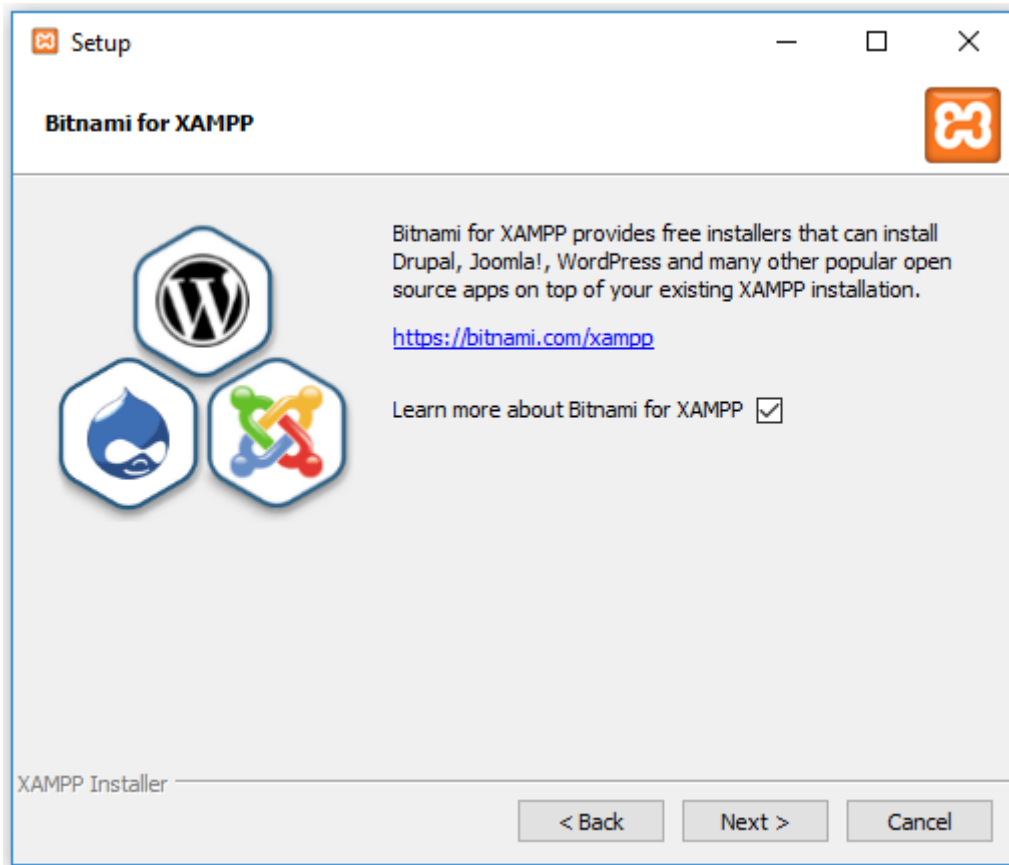 Setup
Bitnami for XAMPP
Bitnami for XAMPP provides free installers that can install
Drupal, Joomla!, WordPress and many other popular open
source apps on top of your existing XAMPP installation.
https://bitnami.com/xampp
Learn more about Bitnami for XAMPP
XAMPP Installer
< Back
Next >
Cancel